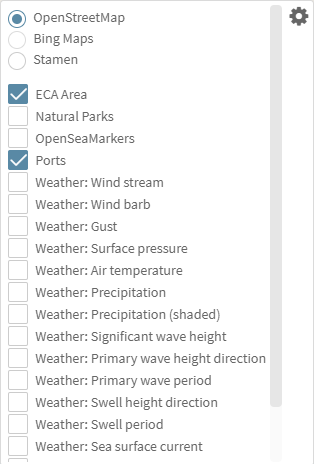 OpenStreetMap
Bing Maps
Stamen
ECA Area
Natural Parks
OpenSeaMarkers
Ports
Weather: Wind stream
Weather: Wind barb
Weather: Gust
Weather: Surface pressure
Weather: Air temperature
Weather: Precipitation
Weather: Precipitation (shaded)
Weather: Significant wave height
Weather: Primary wave height direction
Weather: Primary wave period
Weather: Swell height direction
Weather: Swell period
Weather: Sea surface current